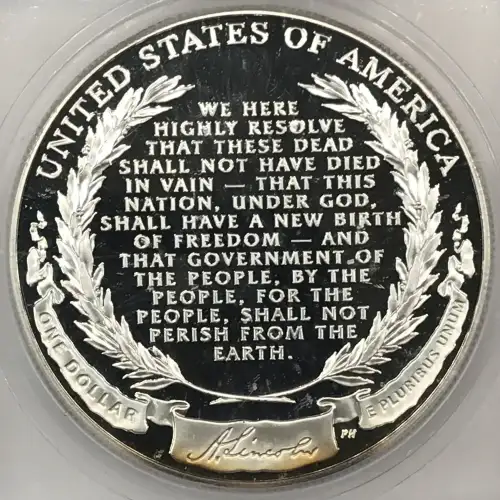 UNITED STATES OF AMERICA
WE HERE
HIGHLY RESOLVE
THAT THESE DEAD
SHALL NOT HAVE DIED
IN VAIN — THAT THIS
NATION, UNDER GOD,
SHALL HAVE A NEW BIRTH
OF FREEDOM — AND
THAT GOVERNMENT OF
THE PEOPLE, BY THE
PEOPLE, FOR THE
PEOPLE, SHALL NOT
PERISH FROM THE
EARTH.
ONE DOLLAR
E PLURIBUS UNUM
A. Lincoln
PH